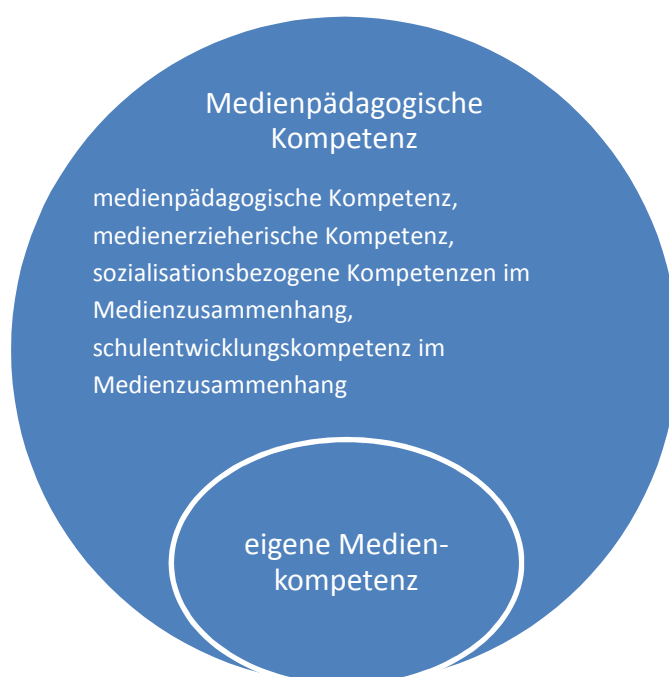 Medienpädagogische
Kompetenz
medienpädagogische Kompetenz,
medienerzieherische Kompetenz,
sozialisationsbezogene Kompetenzen im
Medienzusammenhang,
schulentwicklungskompetenz im
Medienzusammenhang
eigene Medien-
kompetenz